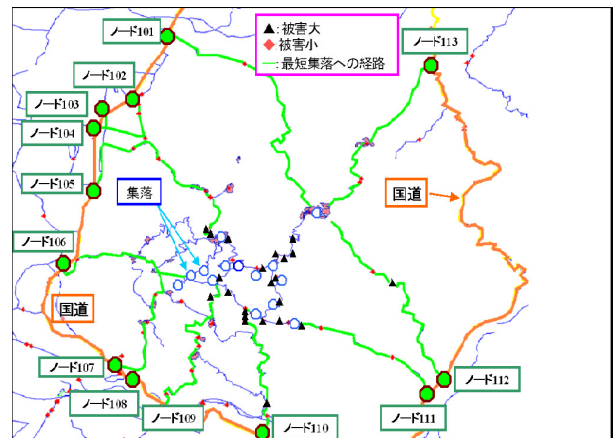 ノード101
▲:被害大
◆:被害小
―:最短集落への経路
ノード113
ノード102
ノード103
ノード104
ノード105
集落
国道
ノード106
国道
ノード107
ノード108
ノード109
ノード110
ノード111
ノード112